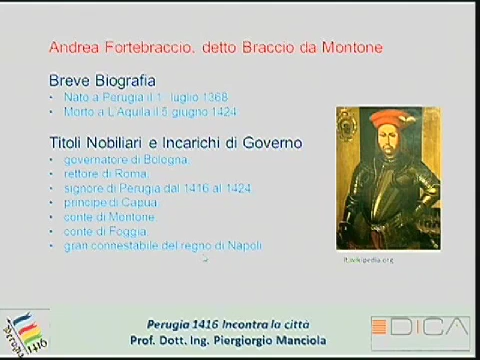 Andrea Fortebraccio, detto Braccio da Montone
Breve Biografia
• Nato a Perugia il 1 luglio 1368
• Morto a L'Aquila il 5 giugno 1424
Titoli Nobiliari e Incarichi di Governo
• governatore di Bologna,
• rettore di Roma,
• signore di Perugia dal 1416 al 1424,
• principe di Capua,
• conte di Montone,
• conte di Foggia,
• gran connestabile del regno di Napoli
it.wikipedia.org
Perugia 1416 Incontra la città
Prof. Dott. Ing. Piergiorgio Manciola
Perugia 1416
DICA